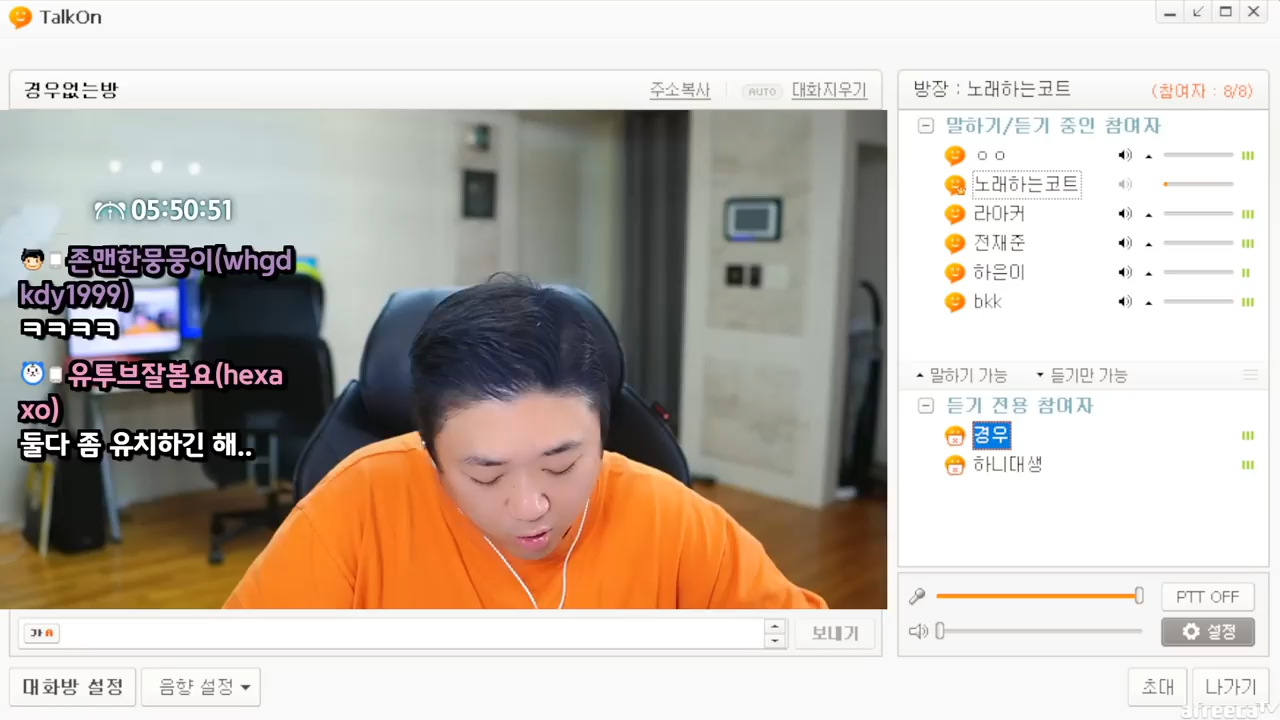 TalkOn
경우없는방
주소복사
AUTO
대화지우기
05:50:51
존맨한뭉뭉이(whgd
kdy1999)
ㅋㅋㅋㅋ
유투브잘봄요(hexa
xo)
둘다 좀 유치하긴 해..
가A
보내기
대화방 설정
음향 설정
방장 : 노래하는코트
(참여자 : 8/8)
말하기/듣기 중인 참여자
ㅇㅇ
노래하는코트
라아커
전재준
하은이
bkk
말하기 가능
듣기만 가능
듣기 전용 참여자
경우
하니대생
PTT OFF
설정
초대
나가기
afreecaTV